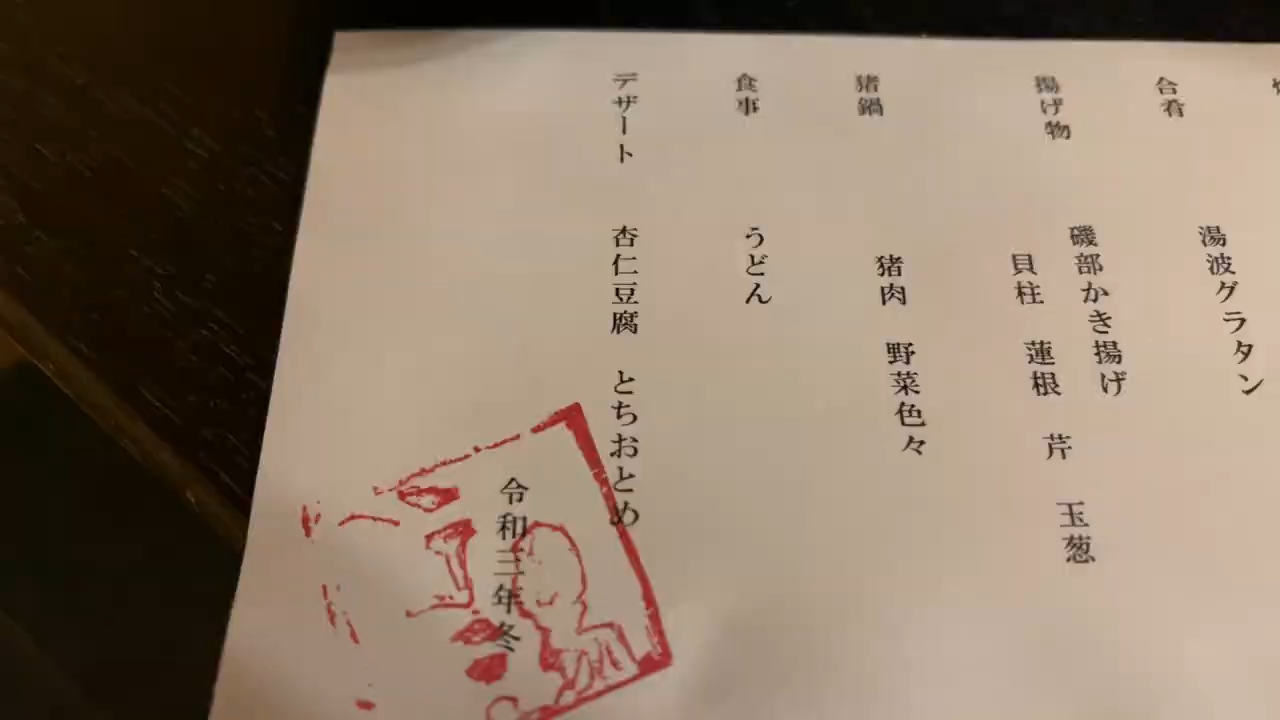 合肴
湯波グラタン
揚げ物
磯部かき揚げ
貝柱 蓮根 芹 玉葱
猪鍋
猪肉 野菜色々
食事
うどん
デザート
杏仁豆腐 とちおとめ
令和三年冬